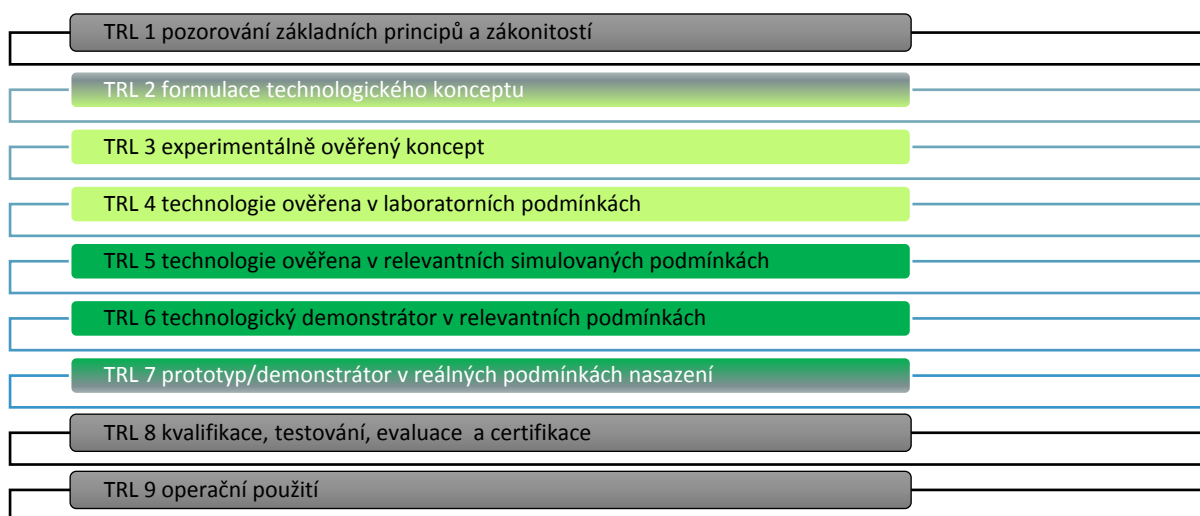 TRL 1 pozorování základních principů a zákonitostí
TRL 2 formulace technologického konceptu
TRL 3 experimentálně ověřený koncept
TRL 4 technologie ověřena v laboratorních podmínkách
TRL 5 technologie ověřena v relevantních simulovaných podmínkách
TRL 6 technologický demonstrátor v relevantních podmínkách
TRL 7 prototyp/demonstrátor v reálných podmínkách nasazení
TRL 8 kvalifikace, testování, evaluace  a certifikace
TRL 9 operační použití